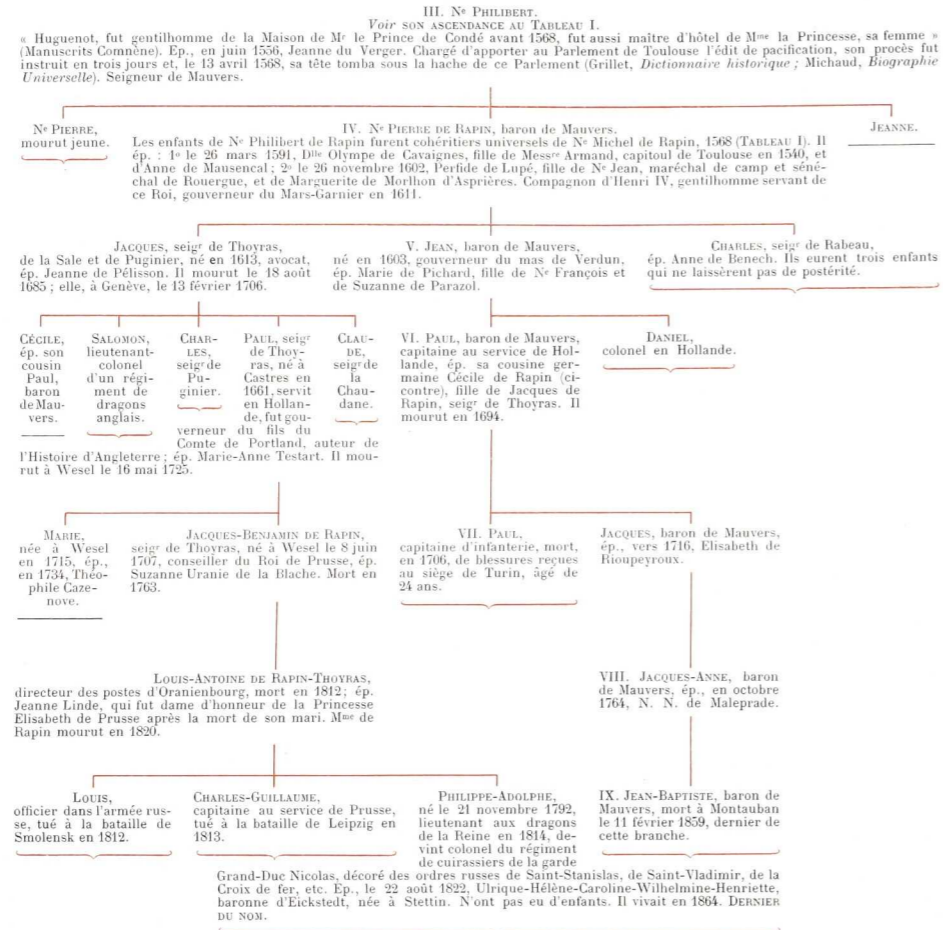 III. Nᵉ PHILIBERT.
Voir SON ASCENDANCE AU TABLEAU I.
« Huguenot, fut gentilhomme de la Maison de Mʳ le Prince de Condé avant 1568, fut aussi maître d'hôtel de Mᵐᵉ la Princesse, sa femme »
(Manuscrits Comnène). Ep., en juin 1556, Jeanne du Verger. Chargé d'apporter au Parlement de Toulouse l'édit de pacification, son procès fut
instruit en trois jours et, le 13 avril 1568, sa tête tomba sous la hache de ce Parlement (Grillet, Dictionnaire historique ; Michaud, Biographie
Universelle). Seigneur de Mauvers.
Nᵉ PIERRE,
mourut jeune.
IV. Nᵉ PIERRE DE RAPIN, baron de Mauvers.
Les enfants de Nᵉ Philibert de Rapin furent cohéritiers universels de Nᵉ Michel de Rapin, 1568 (TABLEAU I). Il
ép. : 1º le 26 mars 1591, Dˡˡᵉ Olympe de Cavaignes, fille de Messʳᵉ Armand, capitoul de Toulouse en 1540, et
d'Anne de Mausencal ; 2º le 26 novembre 1602, Perfide de Lupé, fille de Nᵉ Jean, maréchal de camp et séné-
chal de Rouergue, et de Marguerite de Morlhon d'Asprières. Compagnon d'Henri IV, gentilhomme servant de
ce Roi, gouverneur du Mars-Garnier en 1611.
JEANNE.
JACQUES, seigʳ de Thoyras,
de la Sale et de Puginier, né en 1613, avocat,
ép. Jeanne de Pélisson. Il mourut le 18 août
1685 ; elle, à Genève, le 13 février 1706.
V. JEAN, baron de Mauvers,
né en 1603, gouverneur du mas de Verdun,
ép. Marie de Pichard, fille de Nᵉ François et
de Suzanne de Parazol.
CHARLES, seigʳ de Rabeau,
ép. Anne de Benech. Ils eurent trois enfants
qui ne laissèrent pas de postérité.
CÉCILE,
ép. son
cousin
Paul,
baron
de Mau-
vers.
SALOMON,
lieutenant-
colonel
d'un régi-
ment de
dragons
anglais.
CHAR-
LES,
seigʳ de
Pu-
ginier.
PAUL, seigʳ
de Thoy-
ras, né à
Castres en
1661, servit
en Hollan-
de, fut gou-
verneur du fils du
Comte de Portland, auteur de
l'Histoire d'Angleterre ; ép. Marie-Anne Testart. Il mou-
rut à Wesel le 16 mai 1725.
CLAU-
DE,
seigʳ de
la
Chau-
dane.
VI. PAUL, baron de Mauvers,
capitaine au service de Hol-
lande, ép. sa cousine ger-
maine Cécile de Rapin (ci-
contre), fille de Jacques de
Rapin, seigʳ de Thoyras. Il
mourut en 1694.
DANIEL,
colonel en Hollande.
MARIE,
née à Wesel
en 1715, ép.,
en 1734, Théo-
phile Caze-
nove.
JACQUES-BENJAMIN DE RAPIN,
seigʳ de Thoyras, né à Wesel le 8 juin
1707, conseiller du Roi de Prusse, ép.
Suzanne Uranie de la Blache. Mort en
1763.
VII. PAUL,
capitaine d'infanterie, mort,
en 1706, de blessures reçues
au siège de Turin, âgé de
24 ans.
JACQUES, baron de Mauvers,
ép., vers 1716, Elisabeth de
Rioupeyroux.
LOUIS-ANTOINE DE RAPIN-THOYRAS,
directeur des postes d'Oranienbourg, mort en 1812 ; ép.
Jeanne Linde, qui fut dame d'honneur de la Princesse
Elisabeth de Prusse après la mort de son mari. Mᵐᵉ de
Rapin mourut en 1820.
VIII. JACQUES-ANNE, baron
de Mauvers, ép., en octobre
1764, N. N. de Maleprade.
LOUIS,
officier dans l'armée rus-
se, tué à la bataille de
Smolensk en 1812.
CHARLES-GUILLAUME,
capitaine au service de Prusse,
tué à la bataille de Leipzig en
1813.
PHILIPPE-ADOLPHE,
né le 21 novembre 1792,
lieutenant aux dragons
de la Reine en 1814, de-
vint colonel du régiment
de cuirassiers de la garde
Grand-Duc Nicolas, décoré des ordres russes de Saint-Stanislas, de Saint-Vladimir, de la
Croix de fer, etc. Ep., le 22 août 1822, Ulrique-Hélène-Caroline-Wilhelmine-Henriette,
baronne d'Eickstedt, née à Stettin. N'ont pas eu d'enfants. Il vivait en 1864. DERNIER
DU NOM.
IX. JEAN-BAPTISTE, baron de
Mauvers, mort à Montauban
le 11 février 1859, dernier de
cette branche.